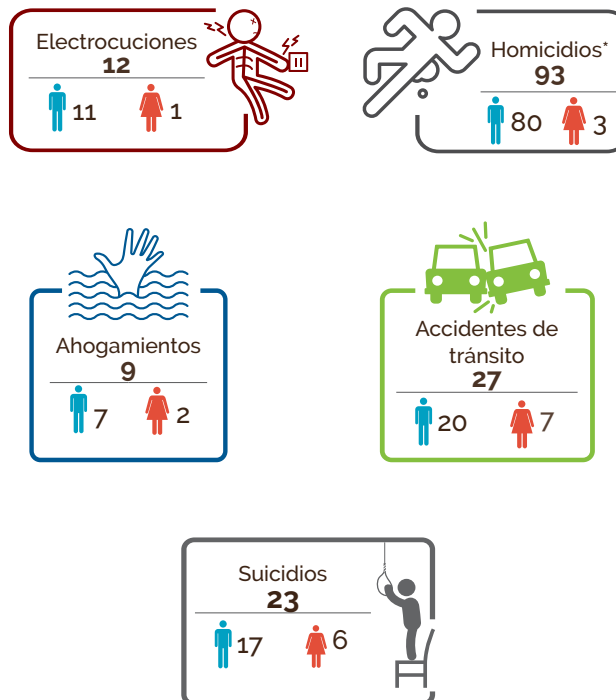 Electrocuciones
12
11 1
Homicidios*
93
80 3
Ahogamientos
9
7 2
Accidentes de
tránsito
27
20 7
Suicidios
23
17 6